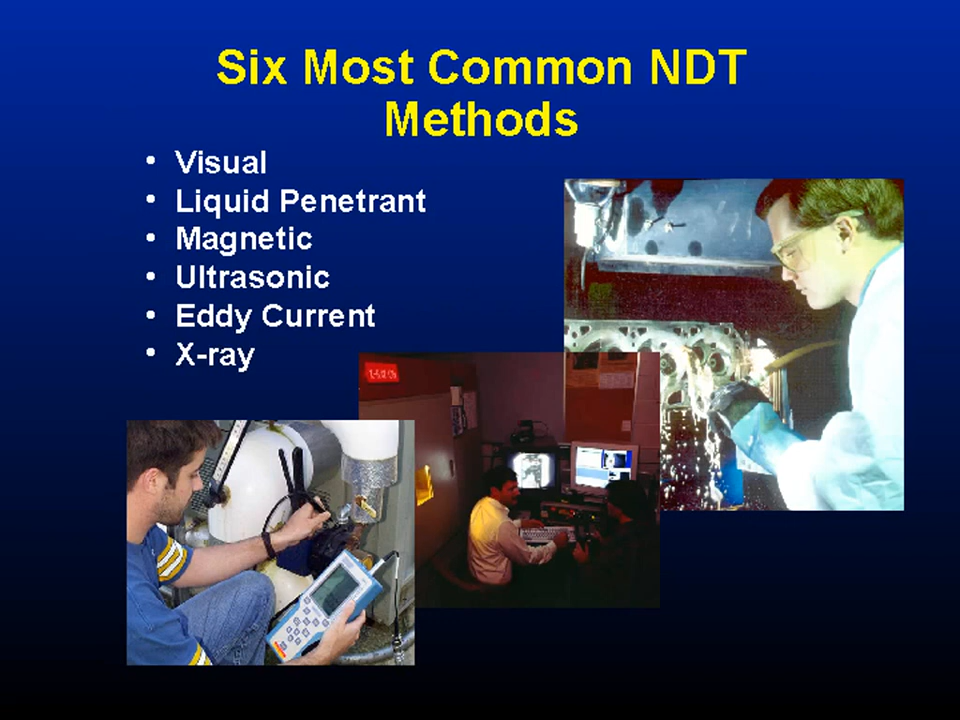 Six Most Common NDT
Methods
• Visual
• Liquid Penetrant
• Magnetic
• Ultrasonic
• Eddy Current
• X-ray